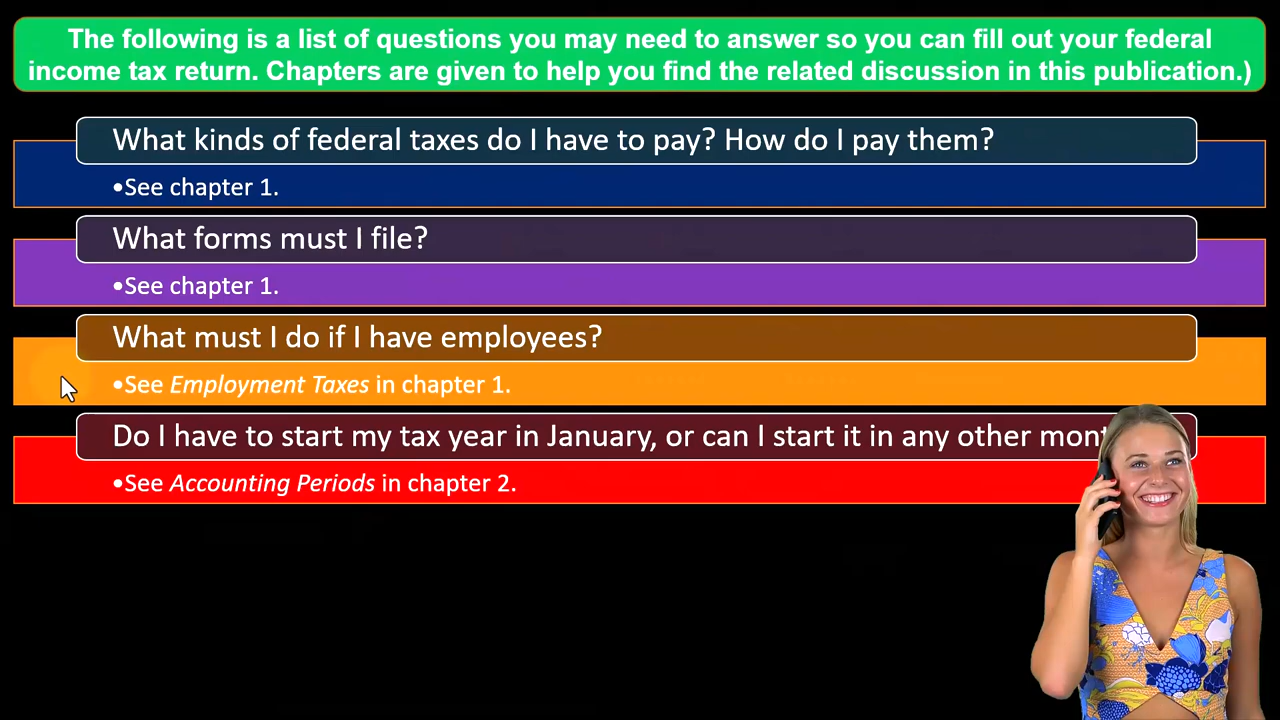 The following is a list of questions you may need to answer so you can fill out your federal
income tax return. Chapters are given to help you find the related discussion in this publication.)
What kinds of federal taxes do I have to pay? How do I pay them?
•See chapter 1.
What forms must I file?
•See chapter 1.
What must I do if I have employees?
•See Employment Taxes in chapter 1.
Do I have to start my tax year in January, or can I start it in any other
•See Accounting Periods in chapter 2.